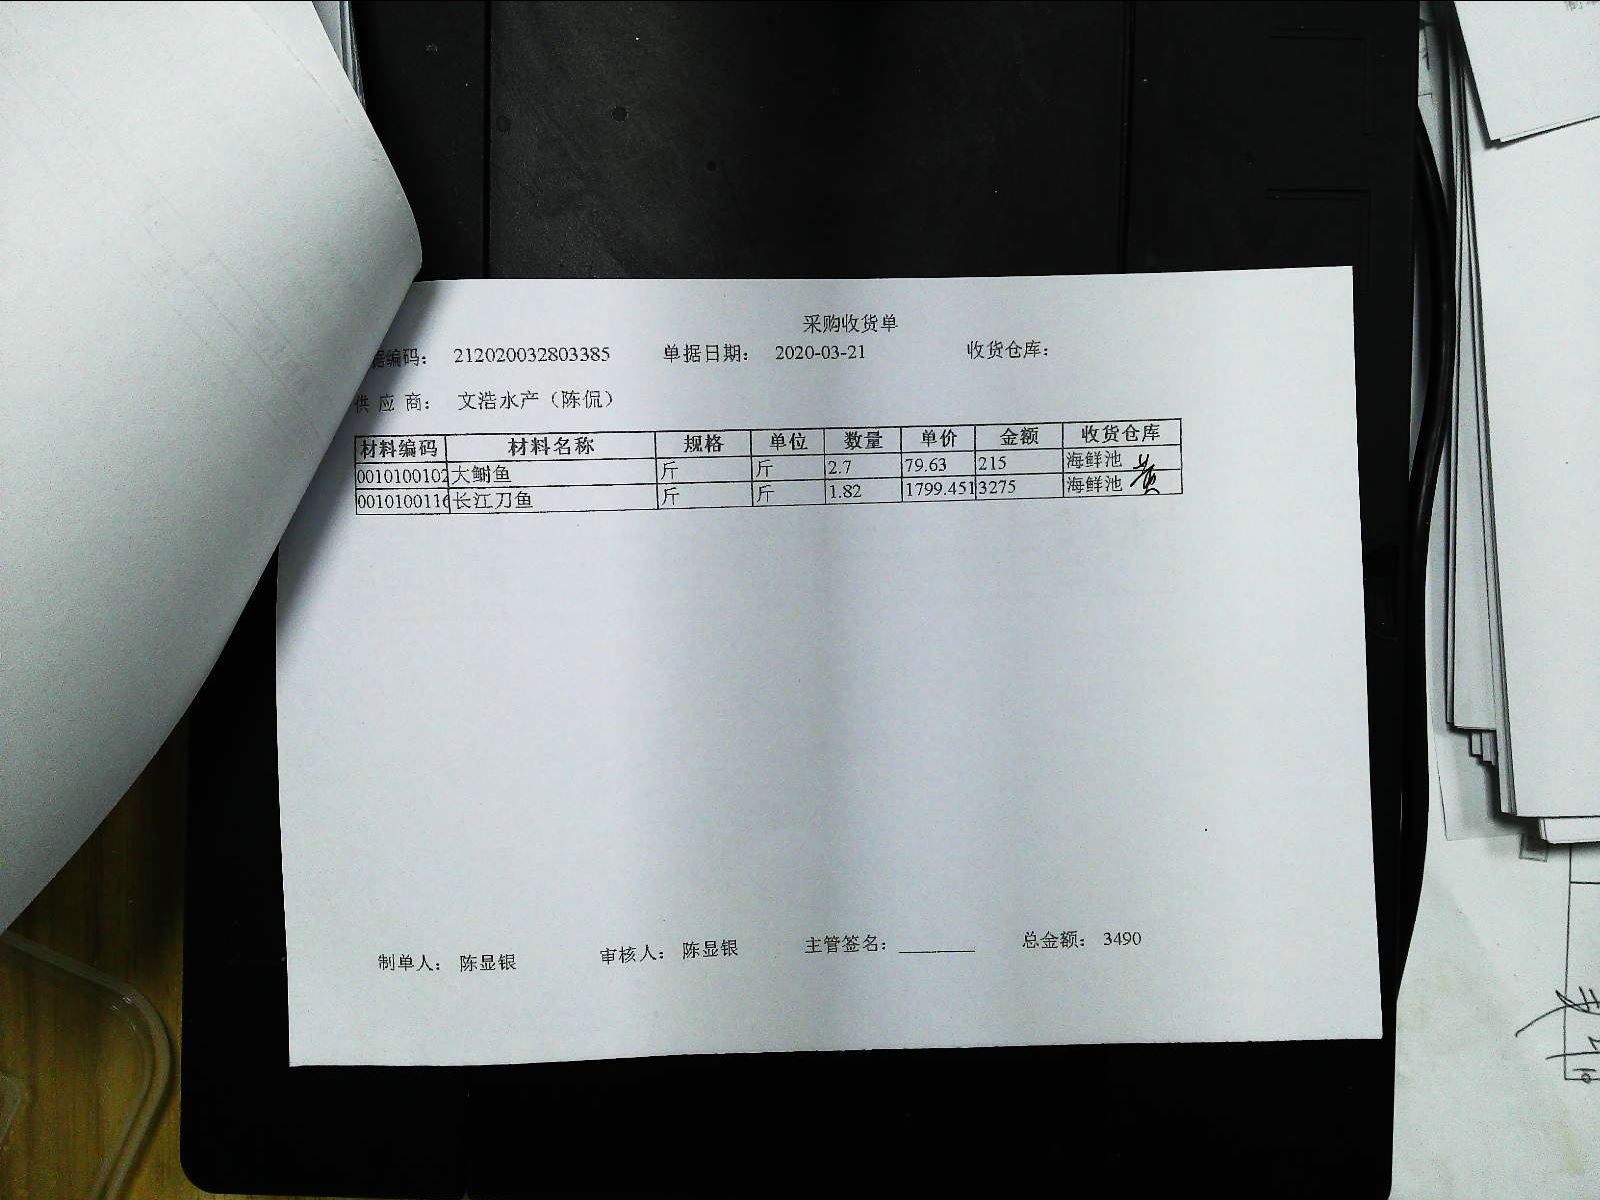 采购收货单
据编码： 212020032803385 单据日期： 2020-03-21 收货仓库：
供 应 商： 文浩水产（陈侃）
材料编码 材料名称 规格 单位 数量 单价 金额 收货仓库
0010100102 大鲥鱼 斤 斤 2.7 79.63 215 海鲜池
0010100116 长江刀鱼 斤 斤 1.82 1799.451 3275 海鲜池
制单人： 陈显银 审核人： 陈显银 主管签名： 总金额： 3490